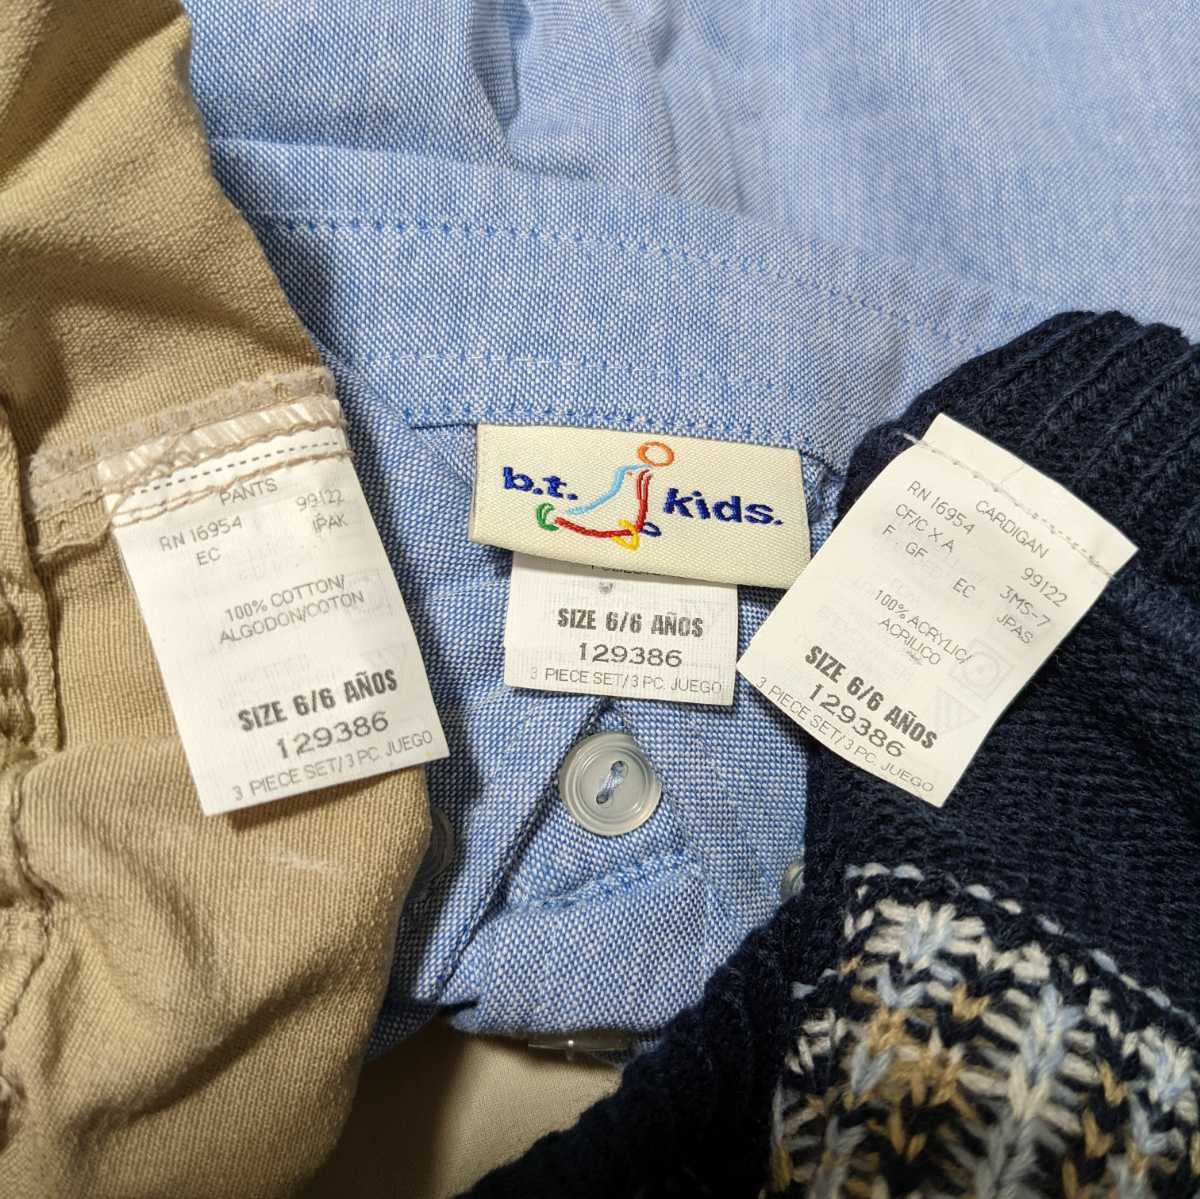 PANTS
RN 16954 99122
EC IPAK
100% COTTON/
ALGODON/COTON
SIZE 6/6 AÑOS
129386
3 PIECE SET/3 PC. JUEGO
b.t. kids.
SIZE 6/6 AÑOS
129386
3 PIECE SET/3 PC. JUEGO
CARDIGAN
RN 16954 99122
CF/C X A 3MS-7
F . GF EC JPAS
100% ACRYLIC/
ACRILICO
SIZE 6/6 AÑOS
129386
3 PIECE SET/3 PC. JUEGO